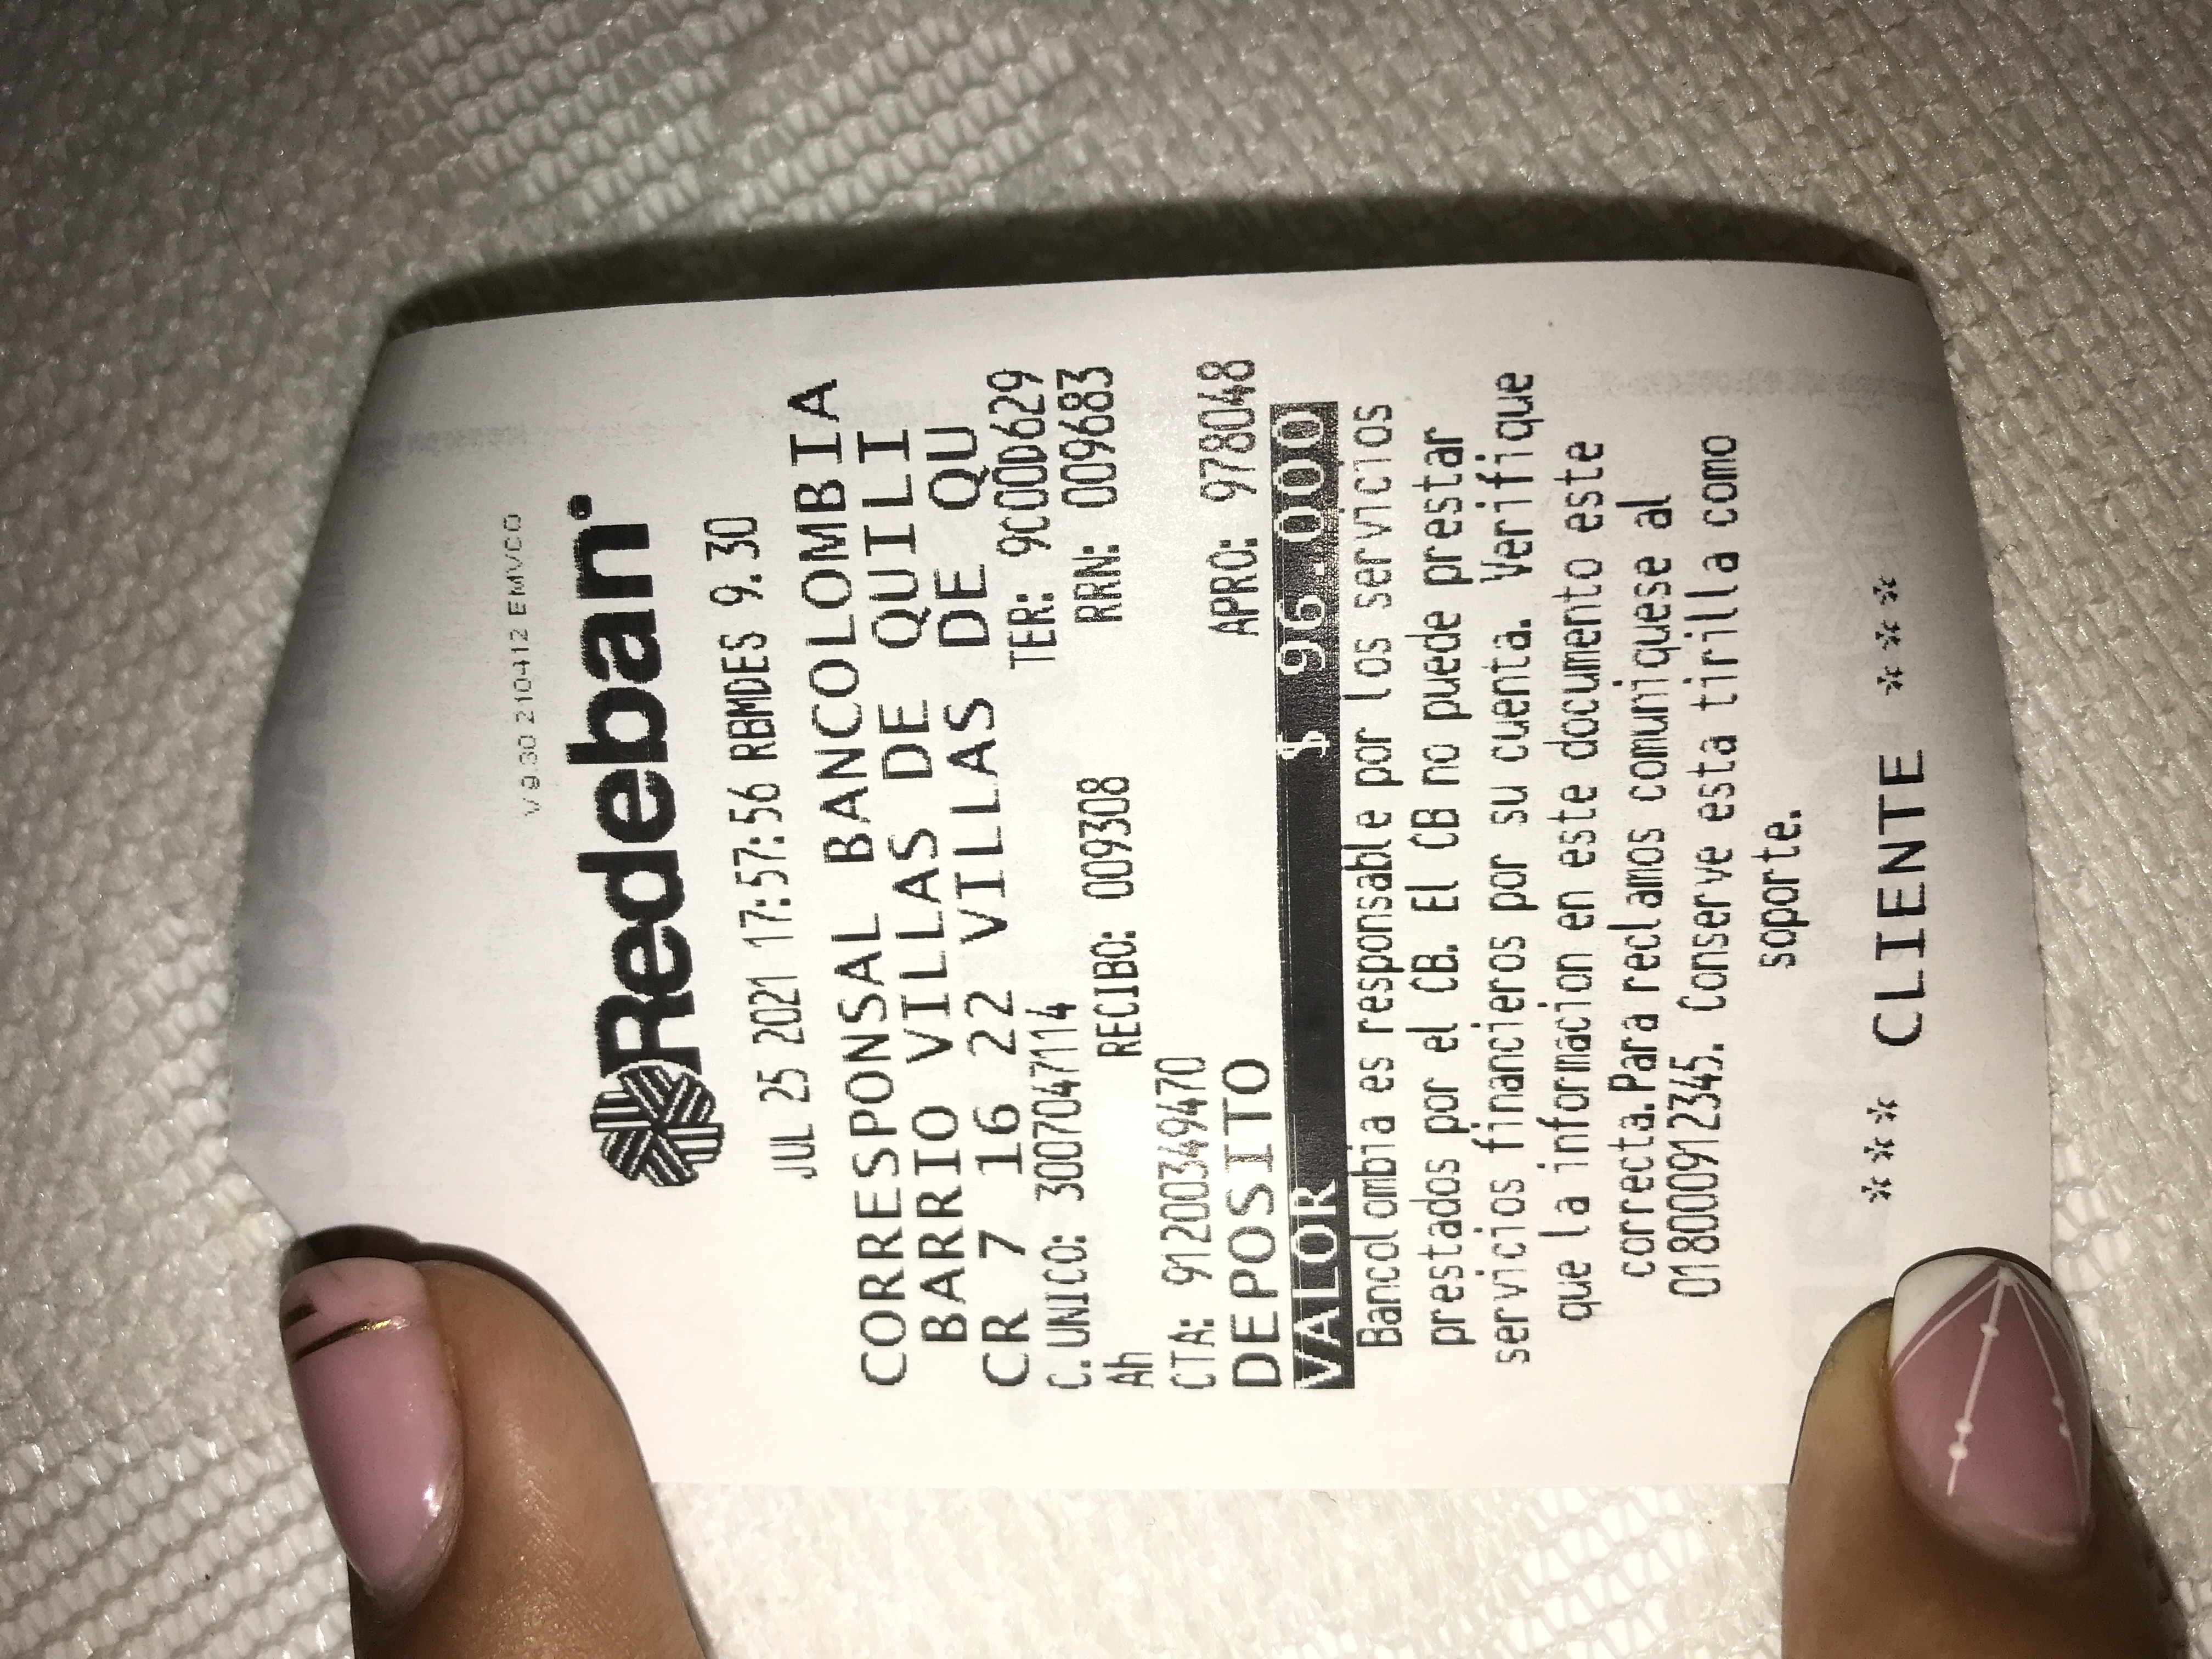 V 9.30 210412 EMVCO
Redeban
JUL 25 2021 17:57:56 RBMDES 9.30
CORRESPONSAL BANCOLOMBIA
BARRIO VILLAS DE QUILI
CR 7 16 22 VILLAS DE QU
C.UNICO: 3007047114 TER: 9C00D629
RECIBO: 009308 RRN: 009683
Ah
CTA: 91200349470
DEPOSITO APRO: 978048
VALOR $ 96.000
Bancolombia es responsable por los servicios
prestados por el CB. El CB no puede prestar
servicios financieros por su cuenta. Verifique
que la informacion en este documento este
correcta.Para reclamos comuniquese al
018000912345. Conserve esta tirilla como
soporte.
*** CLIENTE ***